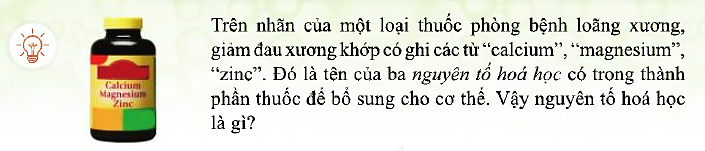 Trên nhãn của một loại thuốc phòng bệnh loãng xương,
giảm đau xương khớp có ghi các từ “calcium”, “magnesium”,
“zinc”. Đó là tên của ba nguyên tố hoá học có trong thành
phần thuốc để bổ sung cho cơ thể. Vậy nguyên tố hoá học
là gì?
Calcium
Magnesium
Zinc